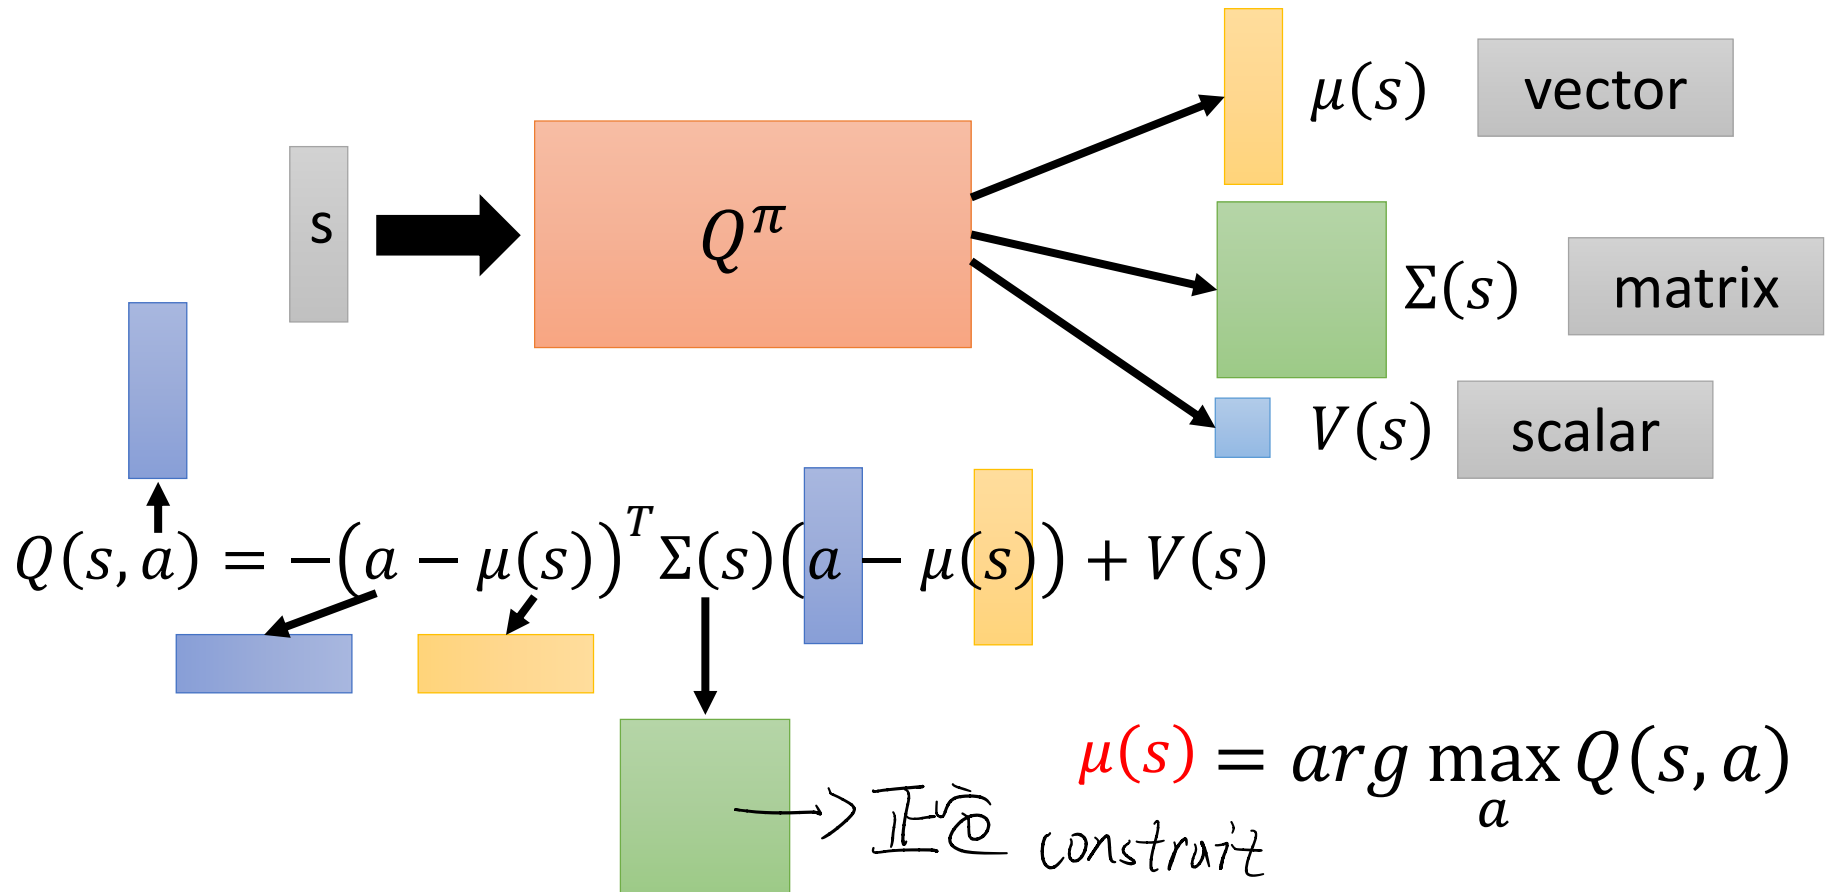 μ(s) vector
s
Q^π
Σ(s) matrix
V(s) scalar
Q(s, a) = −(a − μ(s))^T Σ(s)(a − μ(s)) + V(s)
μ(s) = arg max_a Q(s, a)
正定 constrait